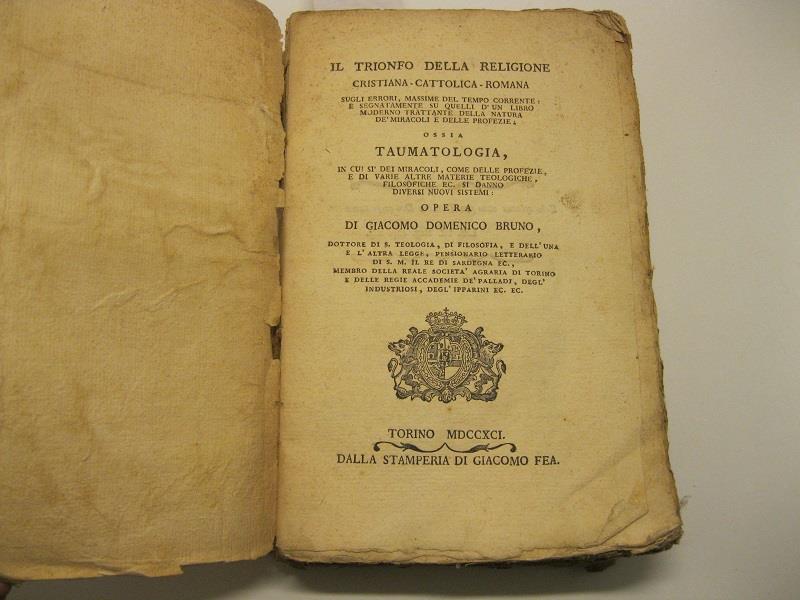 IL TRIONFO DELLA RELIGIONE
CRISTIANA-CATTOLICA-ROMANA
SUGLI ERRORI, MASSIME DEL TEMPO CORRENTE:
E SEGNATAMENTE SU QUELLI D'UN LIBRO
MODERNO TRATTANTE DELLA NATURA
DE' MIRACOLI E DELLE PROFEZIE;
OSSIA
TAUMATOLOGIA,
IN CUI SI' DEI MIRACOLI, COME DELLE PROFEZIE,
E DI VARIE ALTRE MATERIE TEOLOGICHE,
FILOSOFICHE EC. SI DANNO
DIVERSI NUOVI SISTEMI:
OPERA
DI GIACOMO DOMENICO BRUNO,
DOTTORE DI S. TEOLOGIA, DI FILOSOFIA, E DELL'UNA
E L'ALTRA LEGGE, PENSIONARIO LETTERARIO
DI S. M. IL RE DI SARDEGNA EC.,
MEMBRO DELLA REALE SOCIETA' AGRARIA DI TORINO
E DELLE REGIE ACCADEMIE DE' PALLADI, DEGL'
INDUSTRIOSI, DEGL' IPPARINI EC. EC.
TORINO MDCCXCI.
DALLA STAMPERIA DI GIACOMO FEA.